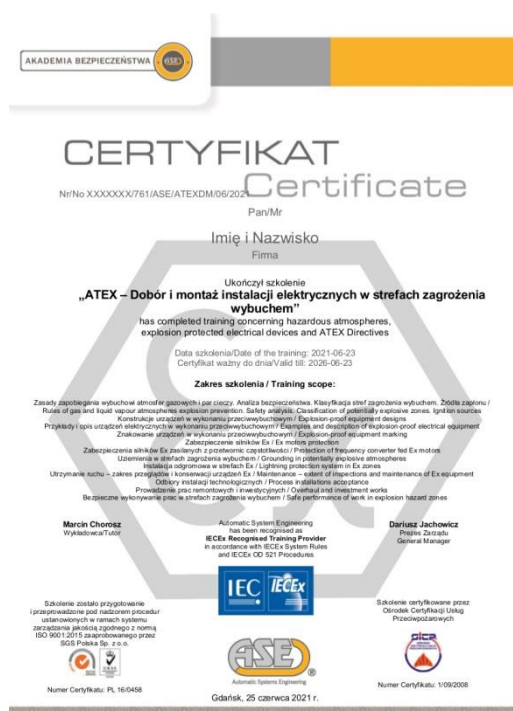 AKADEMIA BEZPIECZEŃSTWA
ASE
CERTYFIKAT
Certificate
Nr/No XXXXXXX/761/ASE/ATEXDM/06/2021
Pan/Mr
Imię i Nazwisko
Firma
Ukończył szkolenie
„ATEX – Dobór i montaż instalacji elektrycznych w strefach zagrożenia
wybuchem”
has completed training concerning hazardous atmospheres,
explosion protected electrical devices and ATEX Directives
Data szkolenia/Date of the training: 2021-06-23
Certyfikat ważny do dnia/Valid till: 2026-06-23
Zakres szkolenia / Training scope:
Zasady zapobiegania wybuchowi atmosfer gazowych i par cieczy. Analiza bezpieczeństwa. Klasyfikacja stref zagrożenia wybuchem. Źródła zapłonu /
Rules of gas and liquid vapour atmospheres explosion prevention. Safety analysis. Classification of potentially explosive zones. Ignition sources
Konstrukcje urządzeń w wykonaniu przeciwwybuchowym / Explosion-proof equipment designs
Przykłady i opis urządzeń elektrycznych w wykonaniu przeciwwybuchowym / Examples and description of explosion-proof electrical equipment
Znakowanie urządzeń w wykonaniu przeciwwybuchowym / Explosion-proof equipment marking
Zabezpieczenie silników Ex / Ex motors protection
Zabezpieczenie silników Ex zasilanych z przetwornic częstotliwości / Protection of frequency converter fed Ex motors
Uziemienia w strefach zagrożenia wybuchem / Grounding in potentially explosive atmospheres
Instalacja odgromowa w strefach Ex / Lightning protection system in Ex zones
Utrzymanie ruchu – zakres przeglądów i konserwacji urządzeń Ex / Maintenance – extent of inspections and maintenance of Ex equipment
Odbiory instalacji technologicznych / Process installations acceptance
Prowadzenie prac remontowych i inwestycyjnych / Overhaul and investment works
Bezpieczne wykonywanie prac w strefach zagrożenia wybuchem / Safe performance of work in explosion hazard zones
Marcin Chorosz
Wykładowca/Tutor
Automatic System Engineering
has been recognised as
IECEx Recognised Training Provider
in accordance with IECEx System Rules
and IECEx OD 521 Procedures
Dariusz Jachowicz
Prezes Zarządu
General Manager
IEC IECEx
Szkolenie zostało przygotowanie
i przeprowadzone pod nadzorem procedur
ustanowionych w ramach systemu
zarządzania jakością zgodnego z normą
ISO 9001:2015 zaaprobowanego przez
SGS Polska Sp. z o.o.
Numer Certyfikatu: PL 16/0458
ASE
Automatic Systems Engineering
Gdańsk, 25 czerwca 2021 r.
Szkolenie certyfikowane przez
Ośrodek Certyfikacji Usług
Przeciwpożarowych
Numer Certyfikatu: 1/09/2008